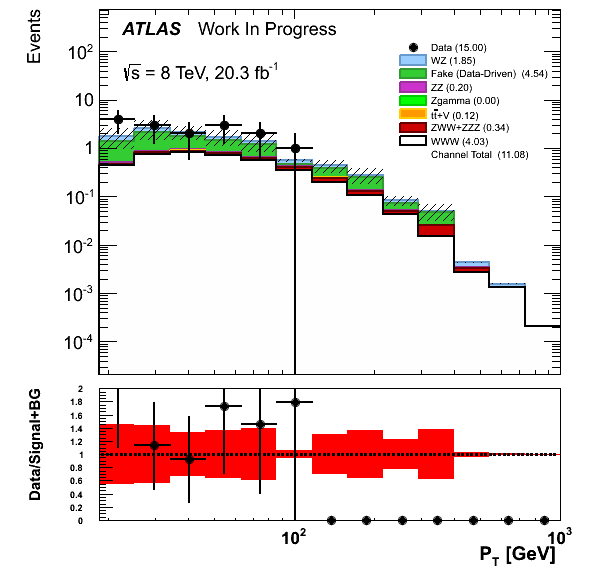 Events
ATLAS Work In Progress
√s = 8 TeV, 20.3 fb⁻¹
Data (15.00)
WZ (1.85)
Fake (Data-Driven) (4.54)
ZZ (0.20)
Zgamma (0.00)
tt̄+V (0.12)
ZWW+ZZZ (0.34)
WWW (4.03)
Channel Total (11.08)
10²
10
1
10⁻¹
10⁻²
10⁻³
10⁻⁴
Data/Signal+BG
2
1.8
1.6
1.4
1.2
1
0.8
0.6
0.4
0.2
0
10²
10³
P_T [GeV]